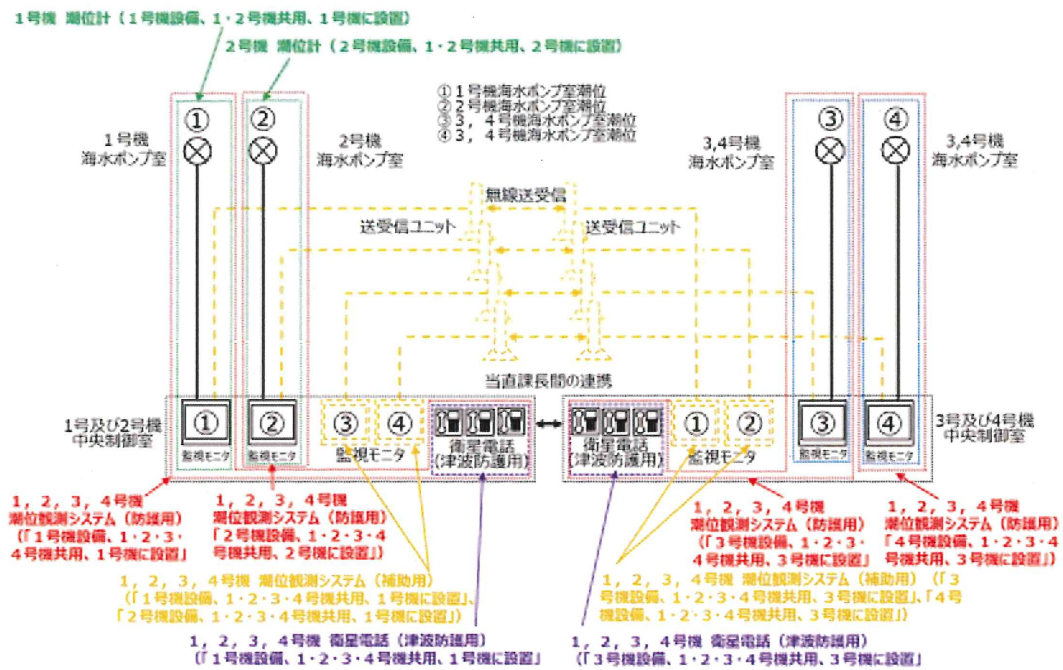 1号機 潮位計（1号機設備、1・2号機共用、1号機に設置）
2号機 潮位計（2号機設備、1・2号機共用、2号機に設置）
①1号機海水ポンプ室潮位
②2号機海水ポンプ室潮位
③3，4号機海水ポンプ室潮位
④3，4号機海水ポンプ室潮位
①
②
③
④
1号機
海水ポンプ室
2号機
海水ポンプ室
3,4号機
海水ポンプ室
3,4号機
海水ポンプ室
無線送受信
送受信ユニット
送受信ユニット
当直課長間の連携
1号及び2号機
中央制御室
①
監視モニタ
②
監視モニタ
③
④
監視モニタ
衛星電話
(津波防護用)
衛星電話
(津波防護用)
①
②
監視モニタ
③
監視モニタ
④
監視モニタ
3号及び4号機
中央制御室
1，2，3，4号機
潮位観測システム（防護用）
（「1号機設備、1・2・3・
4号機共用、1号機に設置」
1，2，3，4号機
潮位観測システム（防護用）
「2号機設備、1・2・3・4
号機共用、2号機に設置」）
1，2，3，4号機
潮位観測システム（防護用）
（「3号機設備、1・2・3・
4号機共用、3号機に設置」
1，2，3，4号機
潮位観測システム（防護用）
「4号機設備、1・2・3・4
号機共用、3号機に設置」）
1，2，3，4号機 潮位観測システム（補助用）
（「1号機設備、1・2・3・4号機共用、1号機に設置」、
「2号機設備、1・2・3・4号機共用、1号機に設置」）
1，2，3，4号機 潮位観測システム（補助用）（「3
号機設備、1・2・3・4号機共用、3号機に設置」、「4号
機設備、1・2・3・4号機共用、3号機に設置」）
1，2，3，4号機 衛星電話（津波防護用）
（「1号機設備、1・2・3・4号機共用、1号機に設置」
1，2，3，4号機 衛星電話（津波防護用）
（「3号機設備、1・2・3・4号機共用、3号機に設置」